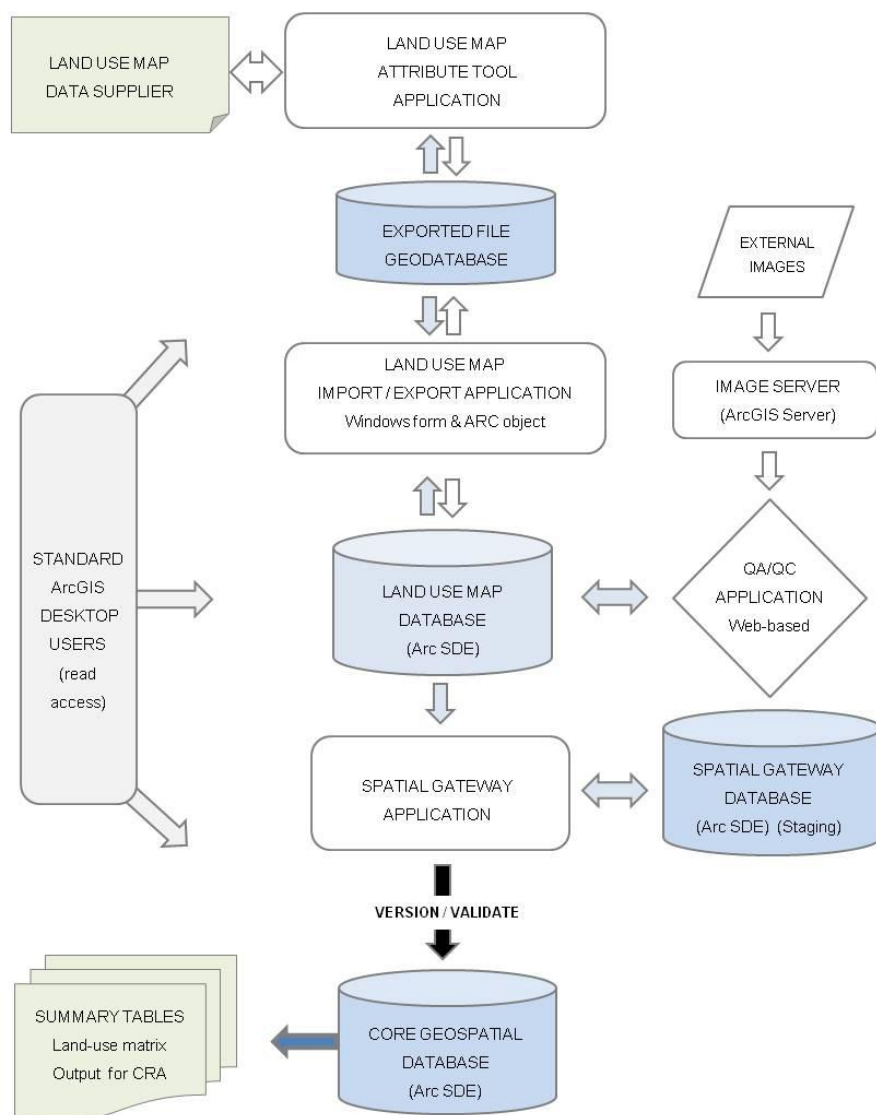 LAND USE MAP
DATA SUPPLIER
LAND USE MAP
ATTRIBUTE TOOL
APPLICATION
EXPORTED FILE
GEODATABASE
EXTERNAL
IMAGES
LAND USE MAP
IMPORT / EXPORT APPLICATION
Windows form & ARC object
IMAGE SERVER
(ArcGIS Server)
STANDARD
ArcGIS
DESKTOP
USERS
(read
access)
LAND USE MAP
DATABASE
(Arc SDE)
QA/QC
APPLICATION
Web-based
SPATIAL GATEWAY
APPLICATION
SPATIAL GATEWAY
DATABASE
(Arc SDE) (Staging)
VERSION / VALIDATE
SUMMARY TABLES
Land-use matrix
Output for CRA
CORE GEOSPATIAL
DATABASE
(Arc SDE)